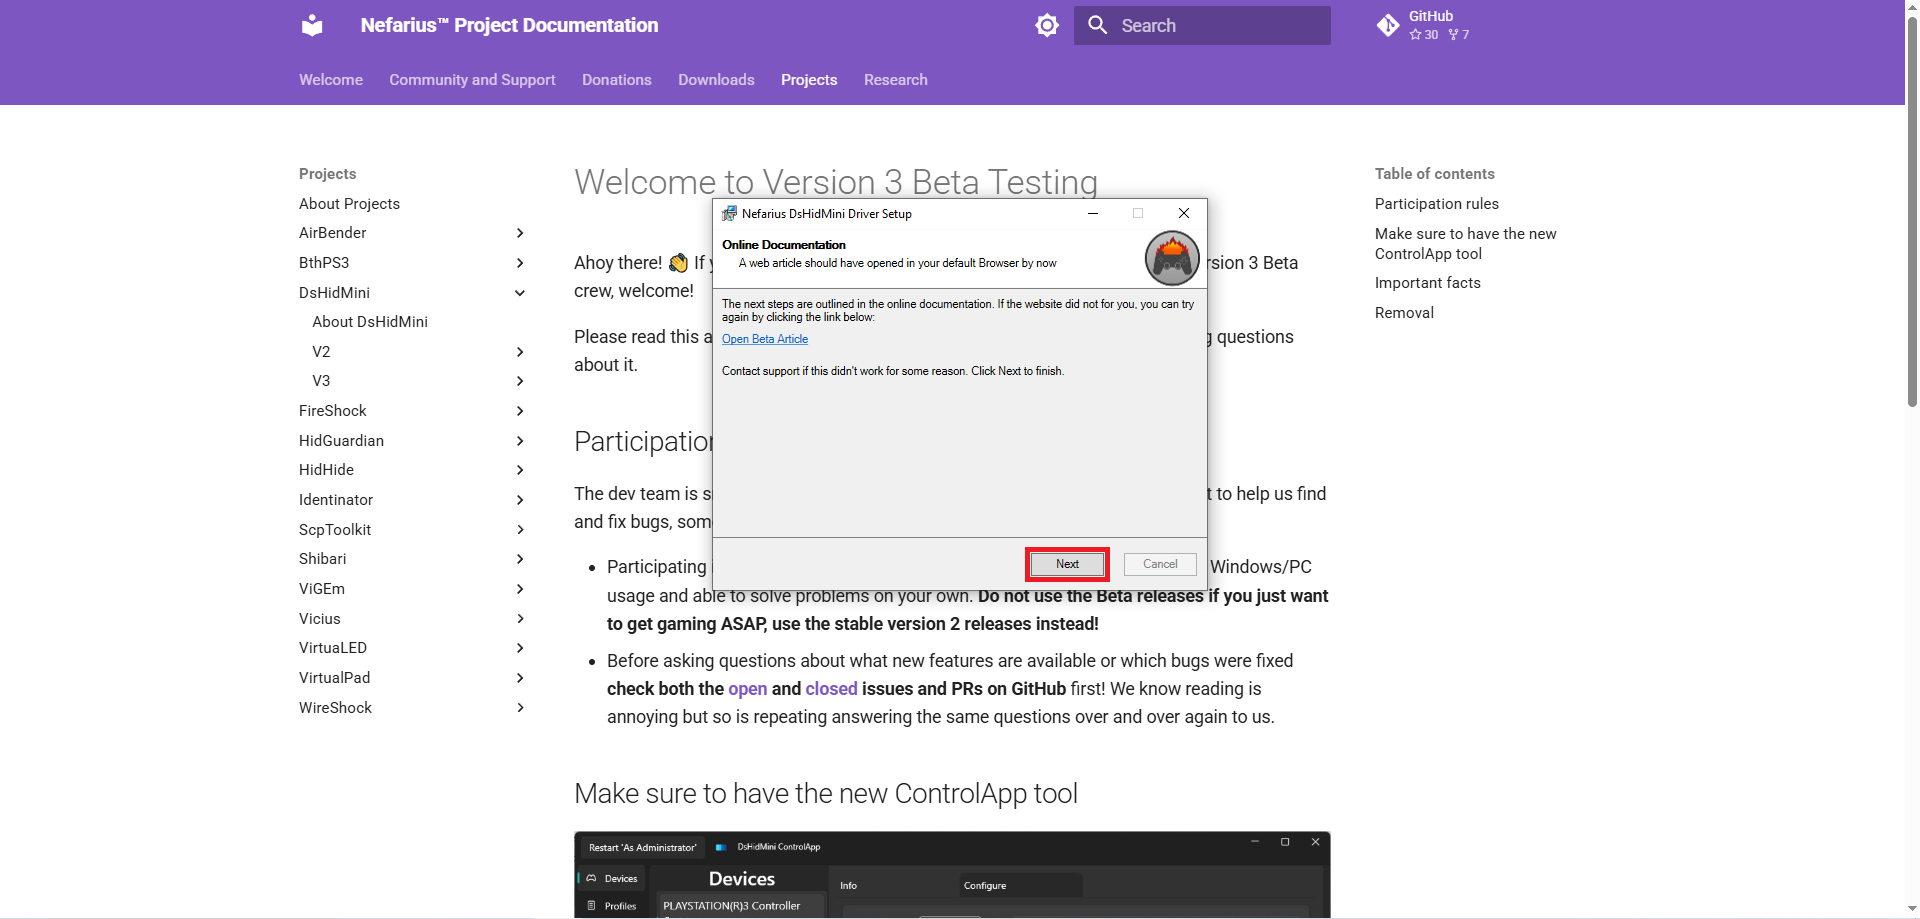 Nefarius™ Project Documentation
Search
GitHub
30 7
Welcome Community and Support Donations Downloads Projects Research
Projects
About Projects
AirBender
BthPS3
DsHidMini
About DsHidMini
V2
V3
FireShock
HidGuardian
HidHide
Identinator
ScpToolkit
Shibari
ViGEm
Vicius
VirtuaLED
VirtualPad
WireShock
Welcome to Version 3 Beta Testing
Ahoy there! 👋 If y
rsion 3 Beta
crew, welcome!
Please read this a
g questions
about it.
Participation
The dev team is s
t to help us find
and fix bugs, som
Participating i
Windows/PC
usage and able to solve problems on your own. Do not use the Beta releases if you just want
to get gaming ASAP, use the stable version 2 releases instead!
Before asking questions about what new features are available or which bugs were fixed
check both the open and closed issues and PRs on GitHub first! We know reading is
annoying but so is repeating answering the same questions over and over again to us.
Make sure to have the new ControlApp tool
Restart 'As Administrator'
DsHidMini ControlApp
Devices
Profiles
Devices
PLAYSTATION(R)3 Controller
Info
Configure
Nefarius DsHidMini Driver Setup
Online Documentation
A web article should have opened in your default Browser by now
The next steps are outlined in the online documentation. If the website did not for you, you can try
again by clicking the link below:
Open Beta Article
Contact support if this didn't work for some reason. Click Next to finish.
Next
Cancel
Table of contents
Participation rules
Make sure to have the new
ControlApp tool
Important facts
Removal